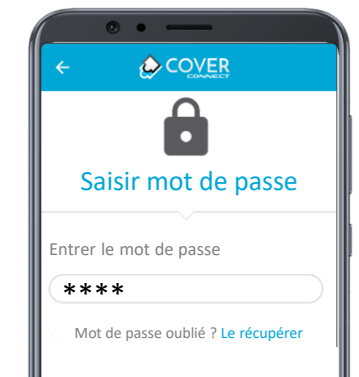 COVER
CONNECT
Saisir mot de passe
Entrer le mot de passe
****
Mot de passe oublié ? Le récupérer